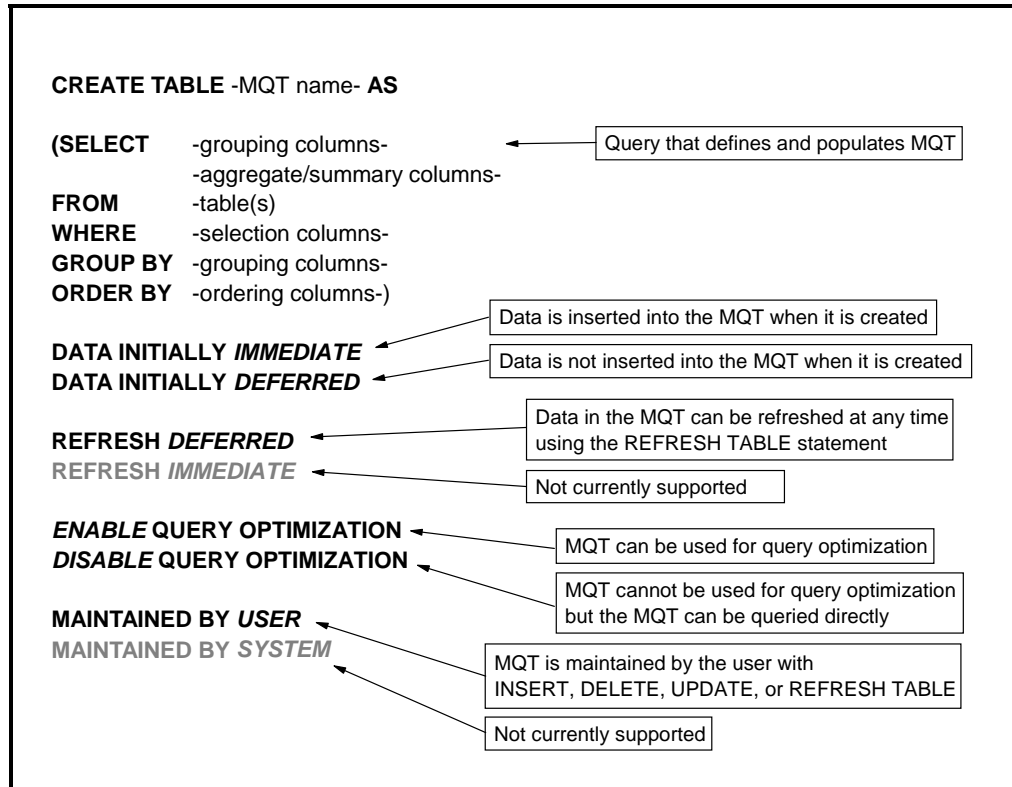 CREATE TABLE -MQT name- AS
(SELECT -grouping columns-
Query that defines and populates MQT
-aggregate/summary columns-
FROM -table(s)
WHERE -selection columns-
GROUP BY -grouping columns-
ORDER BY -ordering columns-)
Data is inserted into the MQT when it is created
DATA INITIALLY IMMEDIATE
Data is not inserted into the MQT when it is created
DATA INITIALLY DEFERRED
Data in the MQT can be refreshed at any time
using the REFRESH TABLE statement
REFRESH DEFERRED
REFRESH IMMEDIATE
Not currently supported
ENABLE QUERY OPTIMIZATION
MQT can be used for query optimization
DISABLE QUERY OPTIMIZATION
MQT cannot be used for query optimization
but the MQT can be queried directly
MAINTAINED BY USER
MAINTAINED BY SYSTEM
MQT is maintained by the user with
INSERT, DELETE, UPDATE, or REFRESH TABLE
Not currently supported